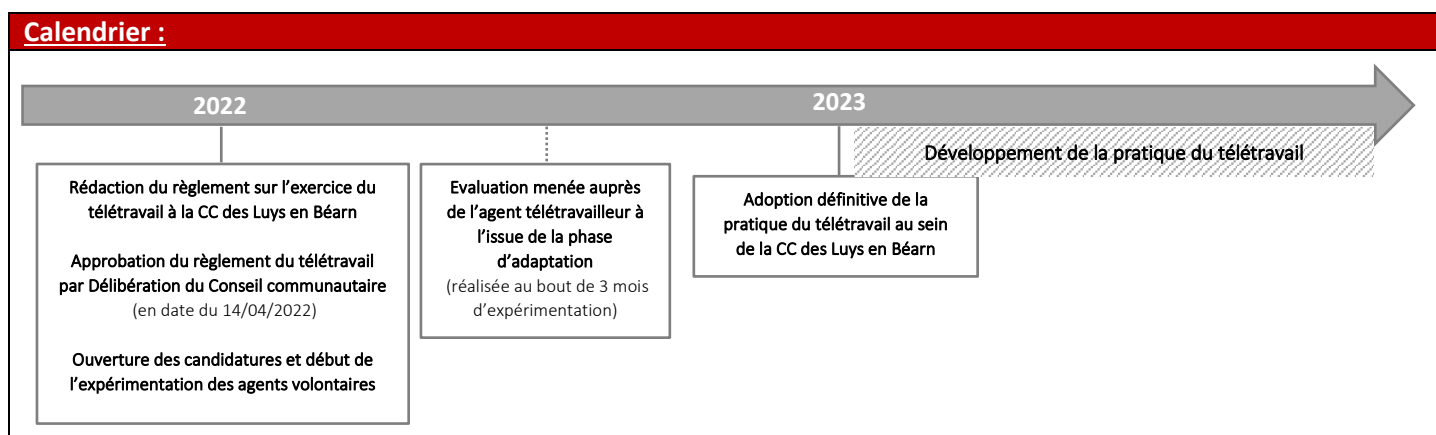 Calendrier :
2022
2023
Développement de la pratique du télétravail
Rédaction du règlement sur l’exercice du
télétravail à la CC des Luys en Béarn
Approbation du règlement du télétravail
par Délibération du Conseil communautaire
(en date du 14/04/2022)
Ouverture des candidatures et début de
l’expérimentation des agents volontaires
Evaluation menée auprès
de l’agent télétravailleur à
l’issue de la phase
d’adaptation
(réalisée au bout de 3 mois
d’expérimentation)
Adoption définitive de la
pratique du télétravail au sein
de la CC des Luys en Béarn